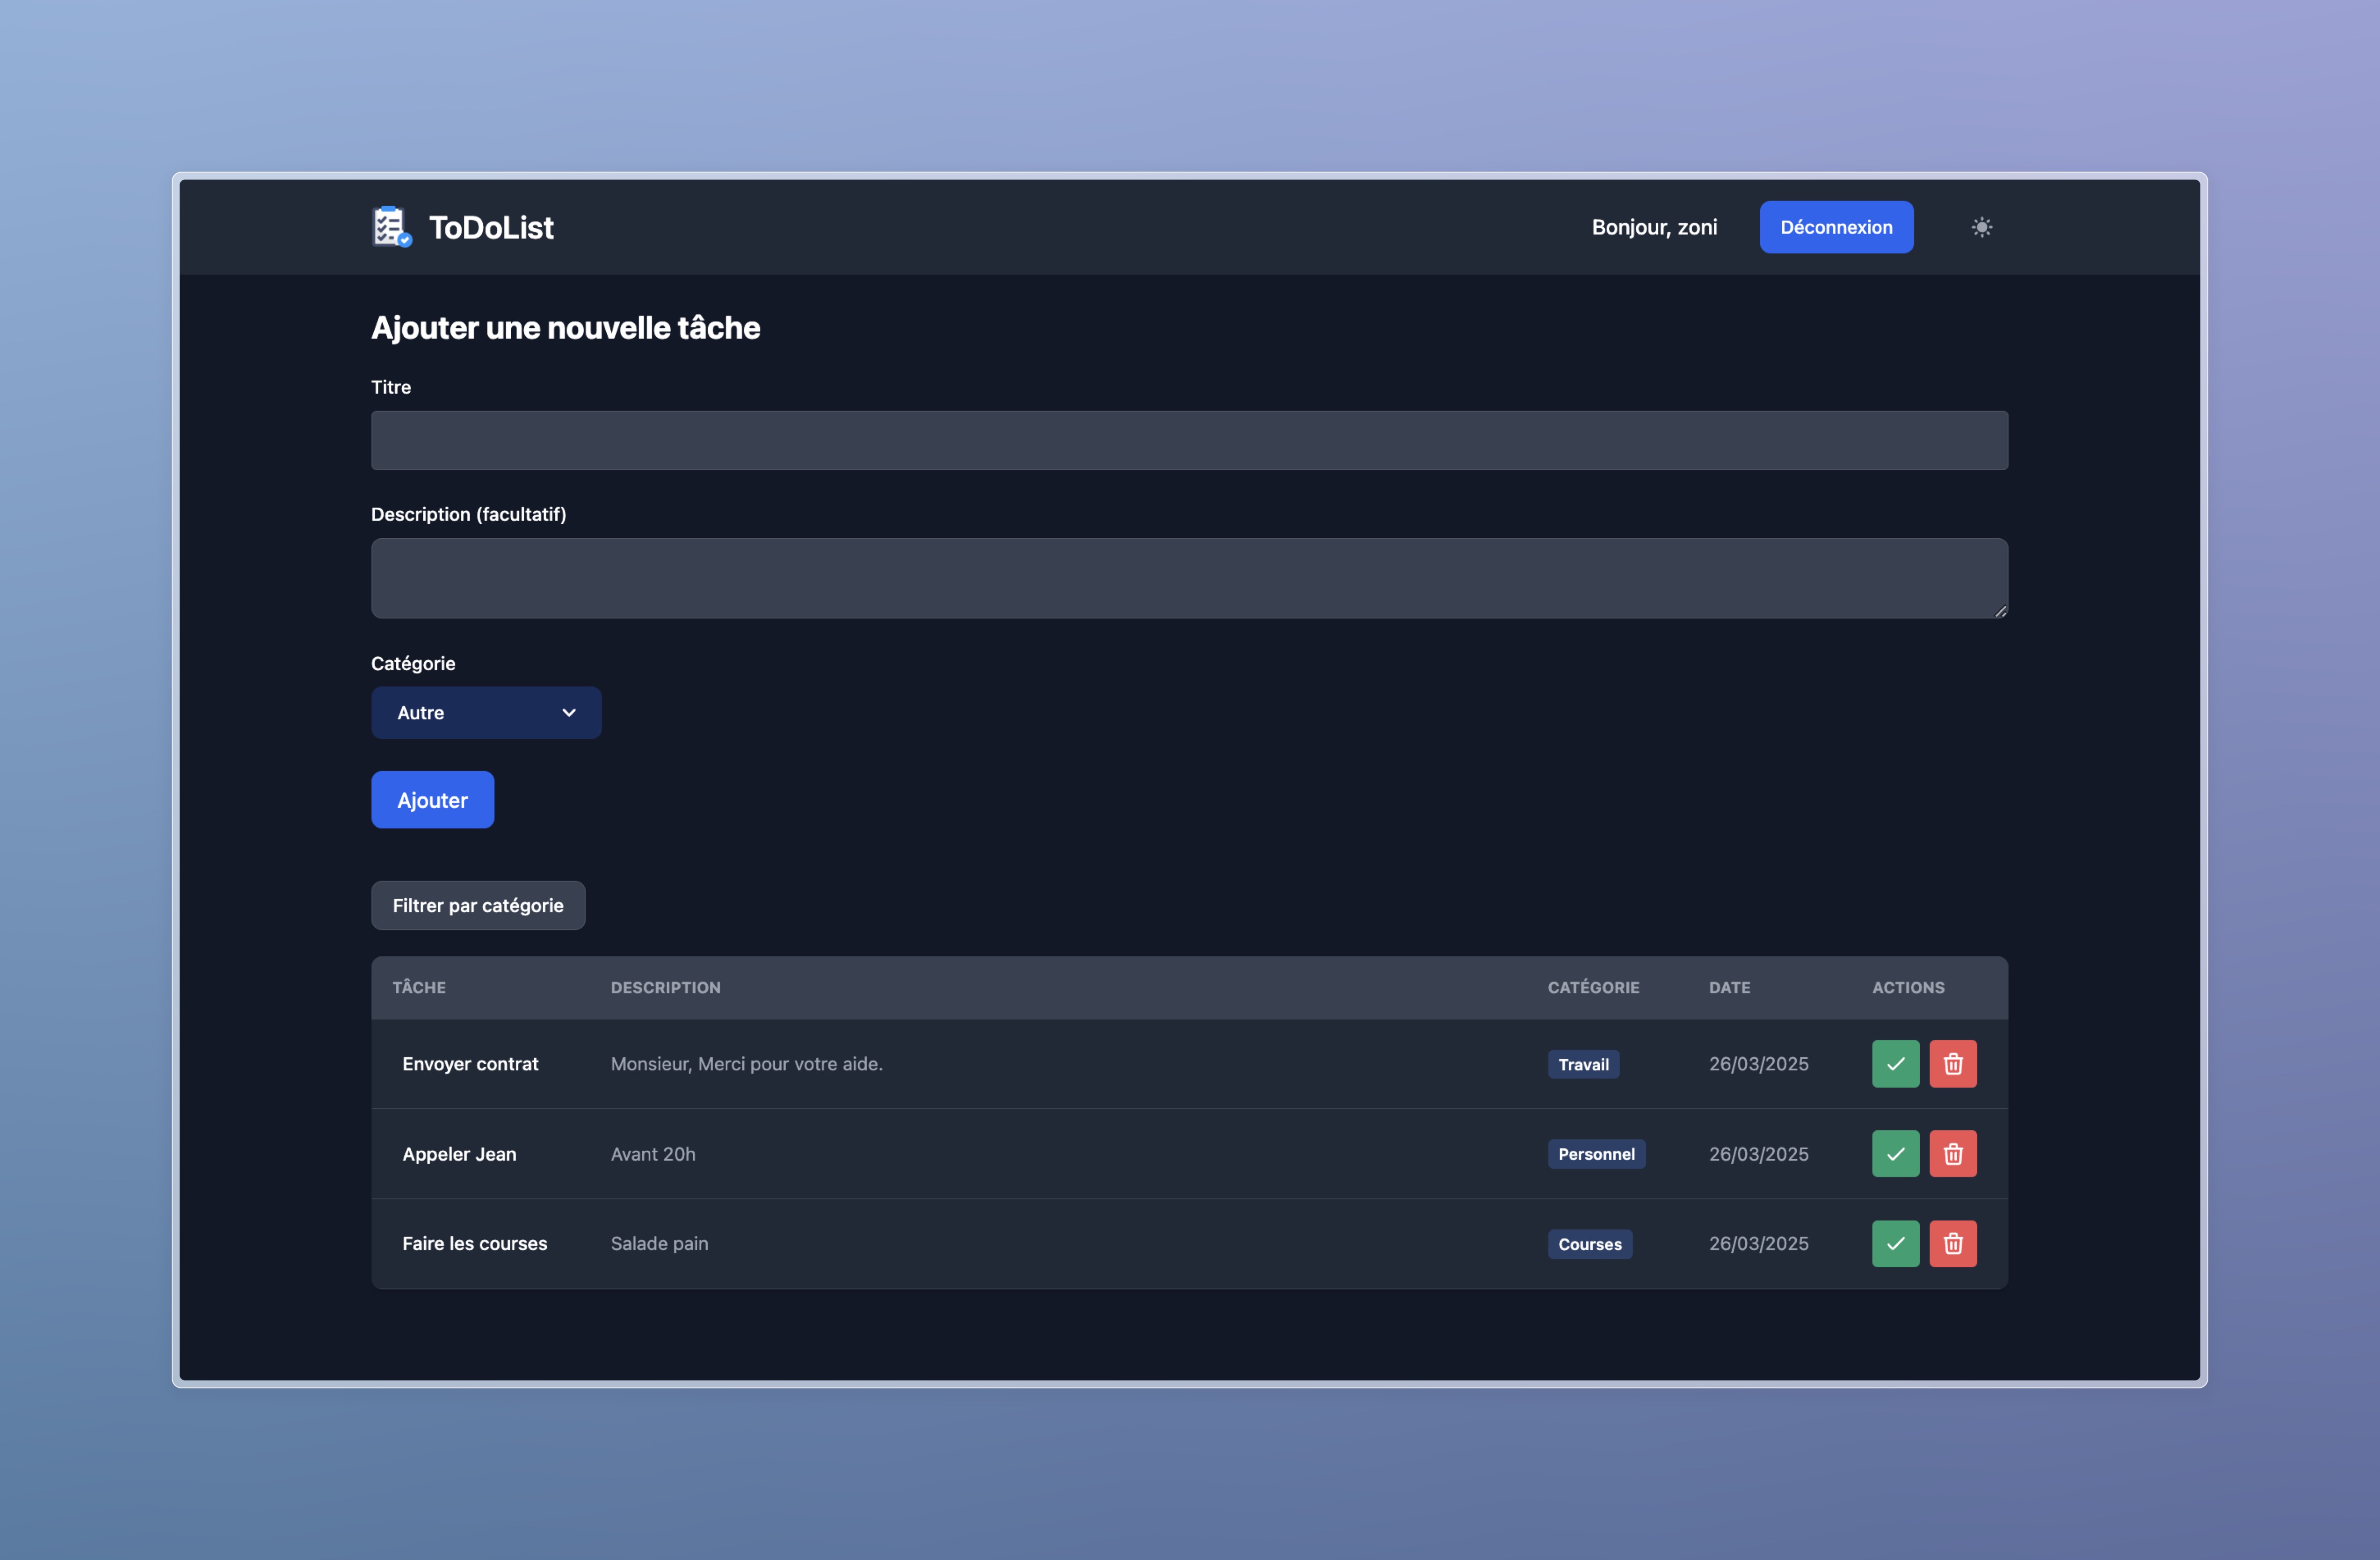 ToDoList
Bonjour, zoni
Déconnexion
Ajouter une nouvelle tâche
Titre
Description (facultatif)
Catégorie
Autre
Ajouter
Filtrer par catégorie
TÂCHE DESCRIPTION CATÉGORIE DATE ACTIONS
Envoyer contrat Monsieur, Merci pour votre aide. Travail 26/03/2025
Appeler Jean Avant 20h Personnel 26/03/2025
Faire les courses Salade pain Courses 26/03/2025